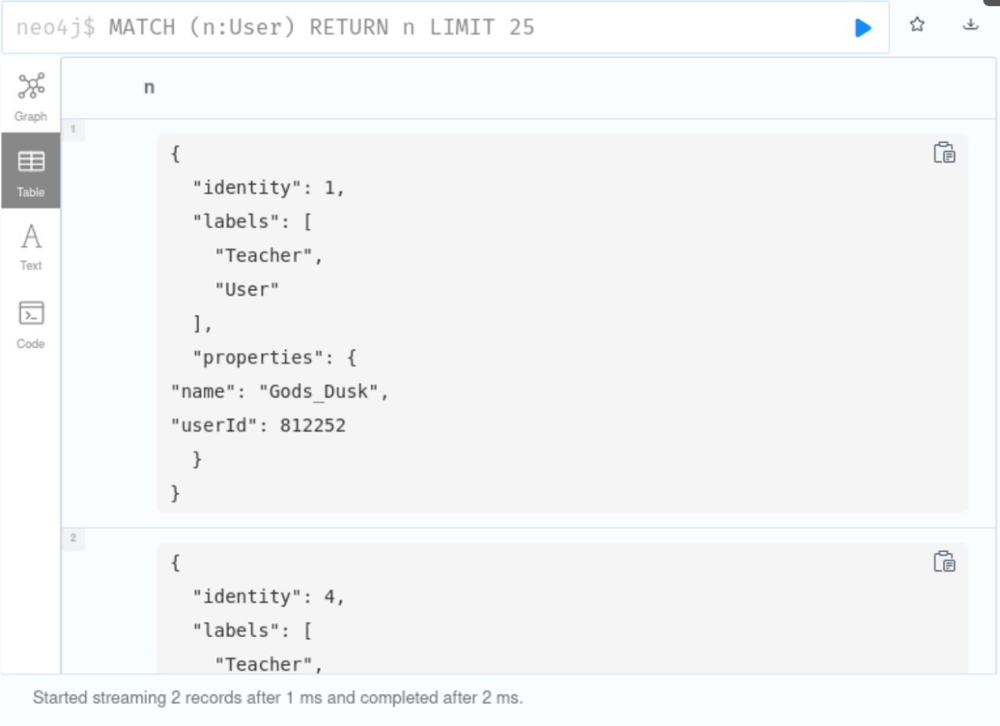 neo4j$ MATCH (n:User) RETURN n LIMIT 25
n
Graph
Table
Text
Code
1
{
  "identity": 1,
  "labels": [
    "Teacher",
    "User"
  ],
  "properties": {
"name": "Gods_Dusk",
"userId": 812252
  }
}
2
{
  "identity": 4,
  "labels": [
    "Teacher",
Started streaming 2 records after 1 ms and completed after 2 ms.